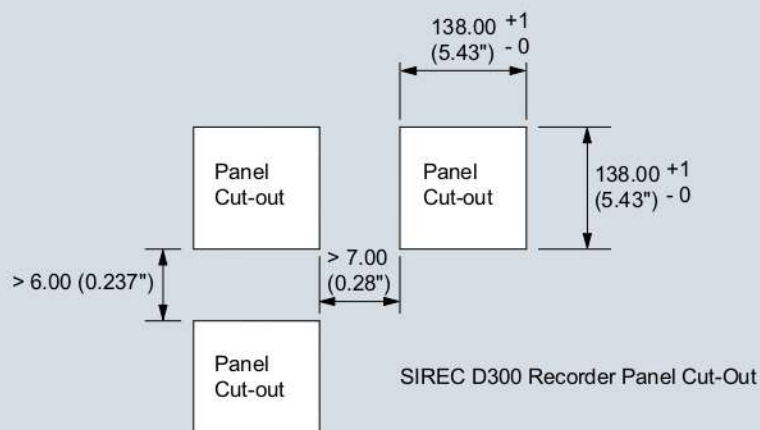 138.00 +1
(5.43") - 0
Panel
Cut-out
Panel
Cut-out
138.00 +1
(5.43") - 0
> 6.00 (0.237")
> 7.00
(0.28")
Panel
Cut-out
SIREC D300 Recorder Panel Cut-Out